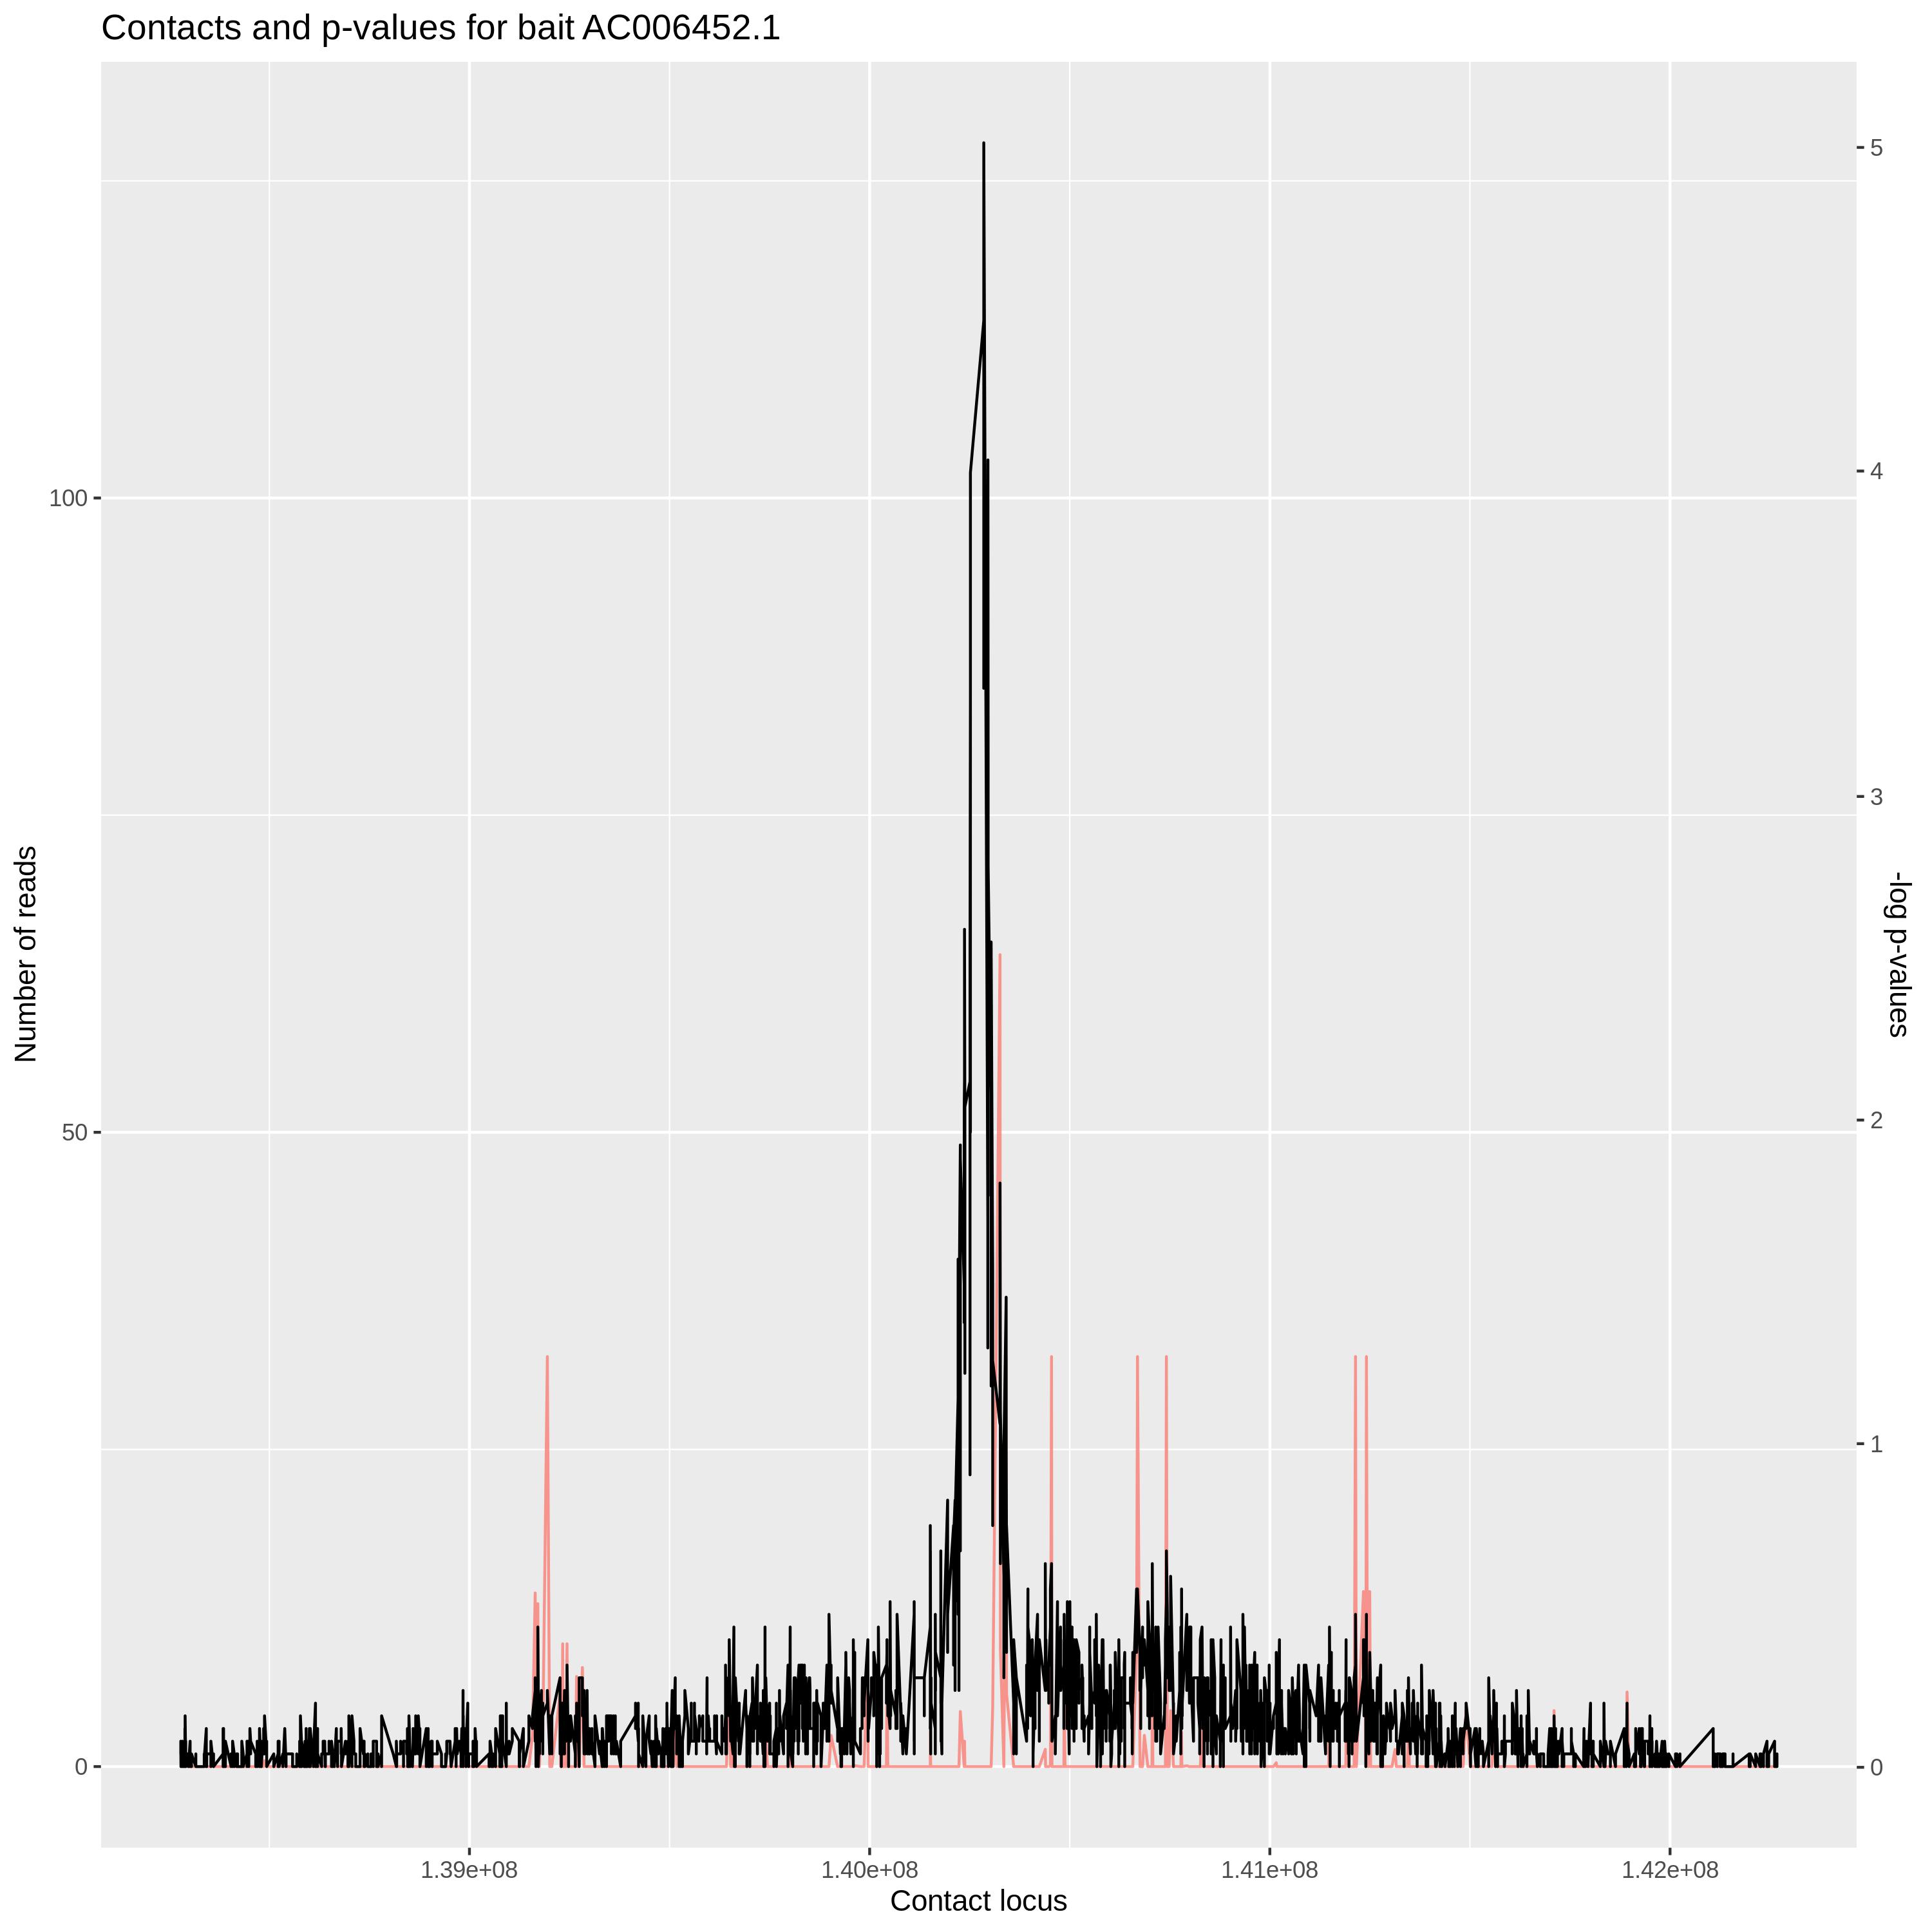 Contacts and p-values for bait AC006452.1
Number of reads
100
50
0
5
4
3
2
1
0
-log p-values
1.39e+08
1.40e+08
1.41e+08
1.42e+08
Contact locus